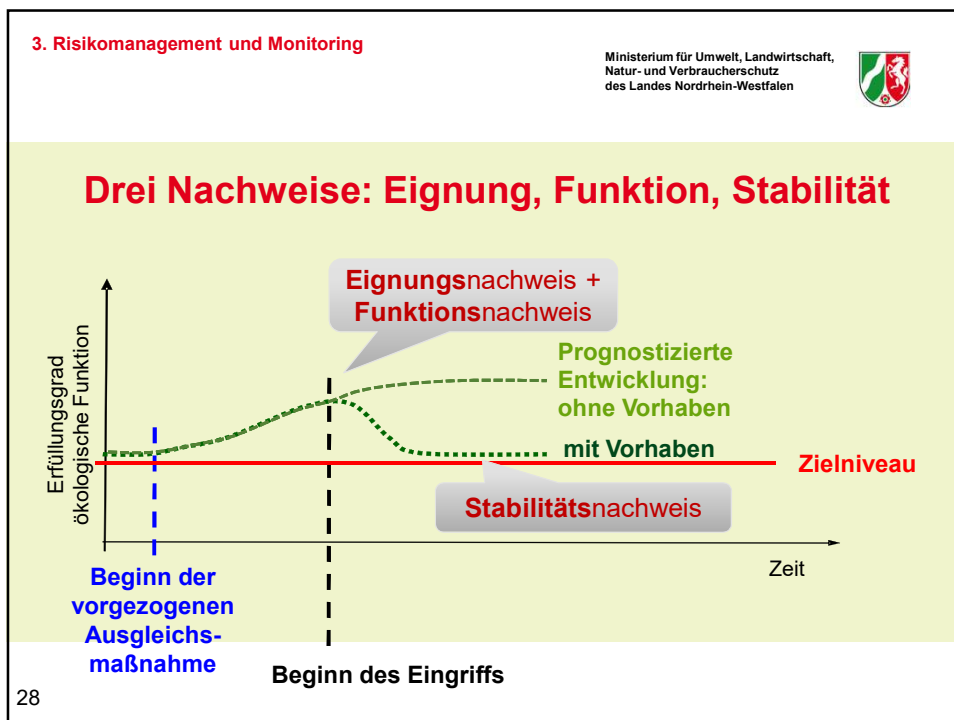 3. Risikomanagement und Monitoring
Ministerium für Umwelt, Landwirtschaft,
Natur- und Verbraucherschutz
des Landes Nordrhein-Westfalen
Drei Nachweise: Eignung, Funktion, Stabilität
Eignungsnachweis +
Funktionsnachweis
Erfüllungsgrad
ökologische Funktion
Prognostizierte
Entwicklung:
ohne Vorhaben
mit Vorhaben
Zielniveau
Stabilitätsnachweis
Zeit
Beginn der
vorgezogenen
Ausgleichs-
maßnahme
Beginn des Eingriffs
28